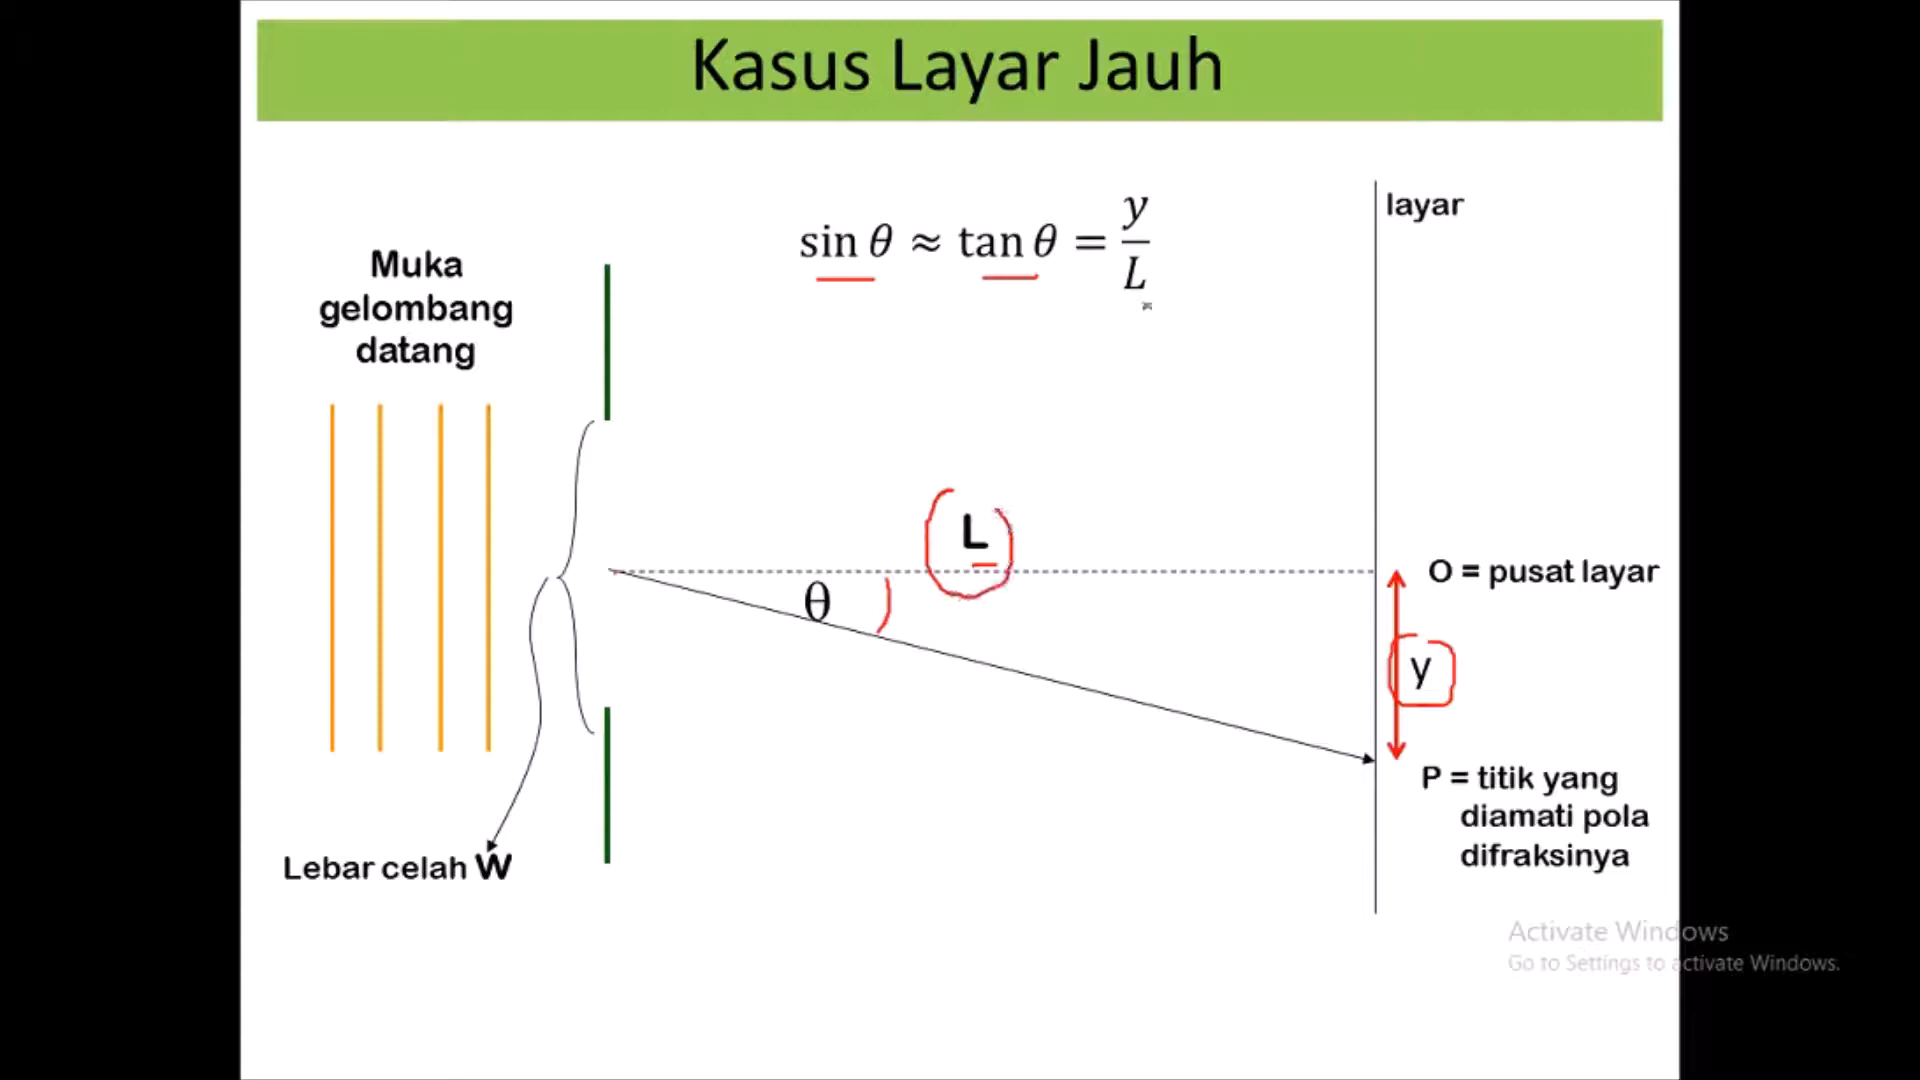 Kasus Layar Jauh
sin θ ≈ tan θ = y/L
layar
Muka
gelombang
datang
L
θ
O = pusat layar
y
P = titik yang
diamati pola
difraksinya
Lebar celah W
Activate Windows
Go to Settings to activate Windows.